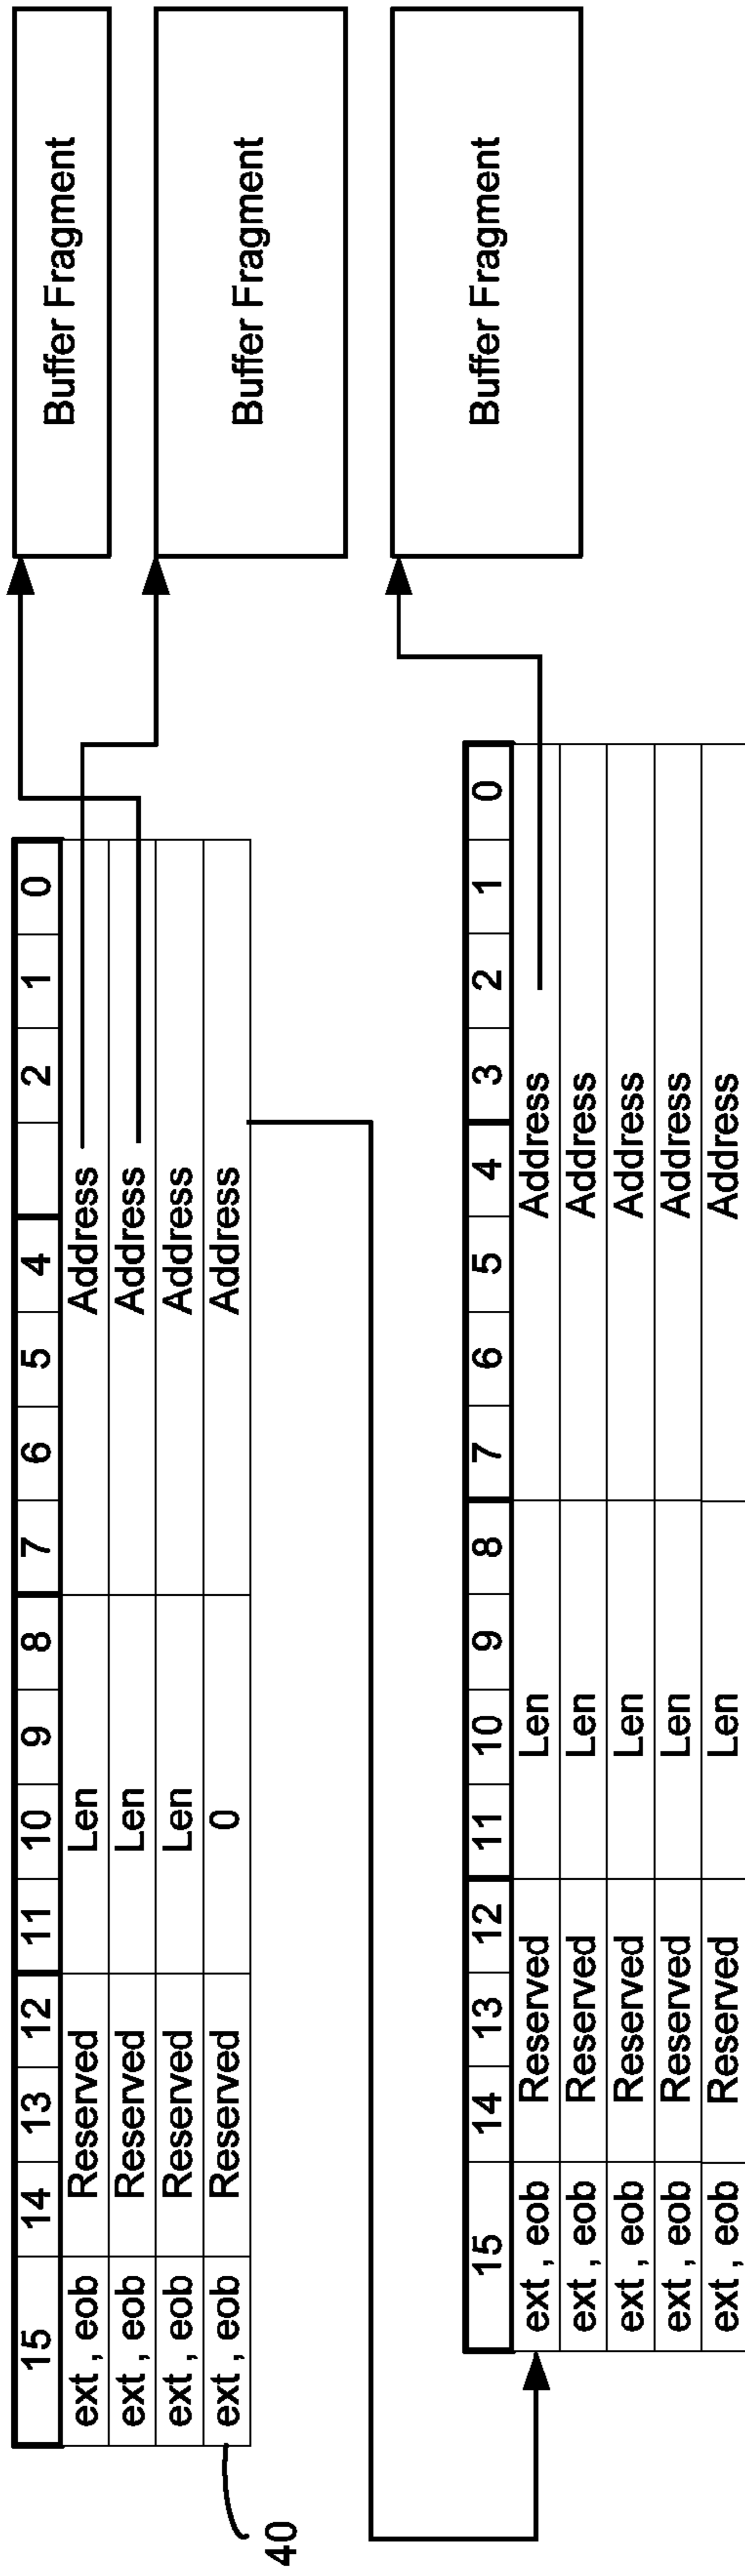 15 14 13 12 11 10 9 8 7 6 5 4 2 1 0
ext, eob Reserved Len Address
ext, eob Reserved Len Address
ext, eob Reserved Len Address
ext, eob Reserved 0 Address
40
Buffer Fragment
Buffer Fragment
Buffer Fragment
15 14 13 12 11 10 9 8 7 6 5 4 3 2 1 0
ext, eob Reserved Len Address
ext, eob Reserved Len Address
ext, eob Reserved Len Address
ext, eob Reserved Len Address
ext, eob Reserved Len Address